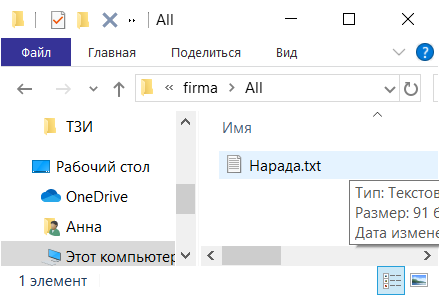 All
Файл Главная Поделиться Вид
« firma > All
ТЗИ
Рабочий стол
OneDrive
Анна
Этот компьютер
Имя
Нарада.txt
Тип: Текстов
Размер: 91 б
Дата измене
1 элемент